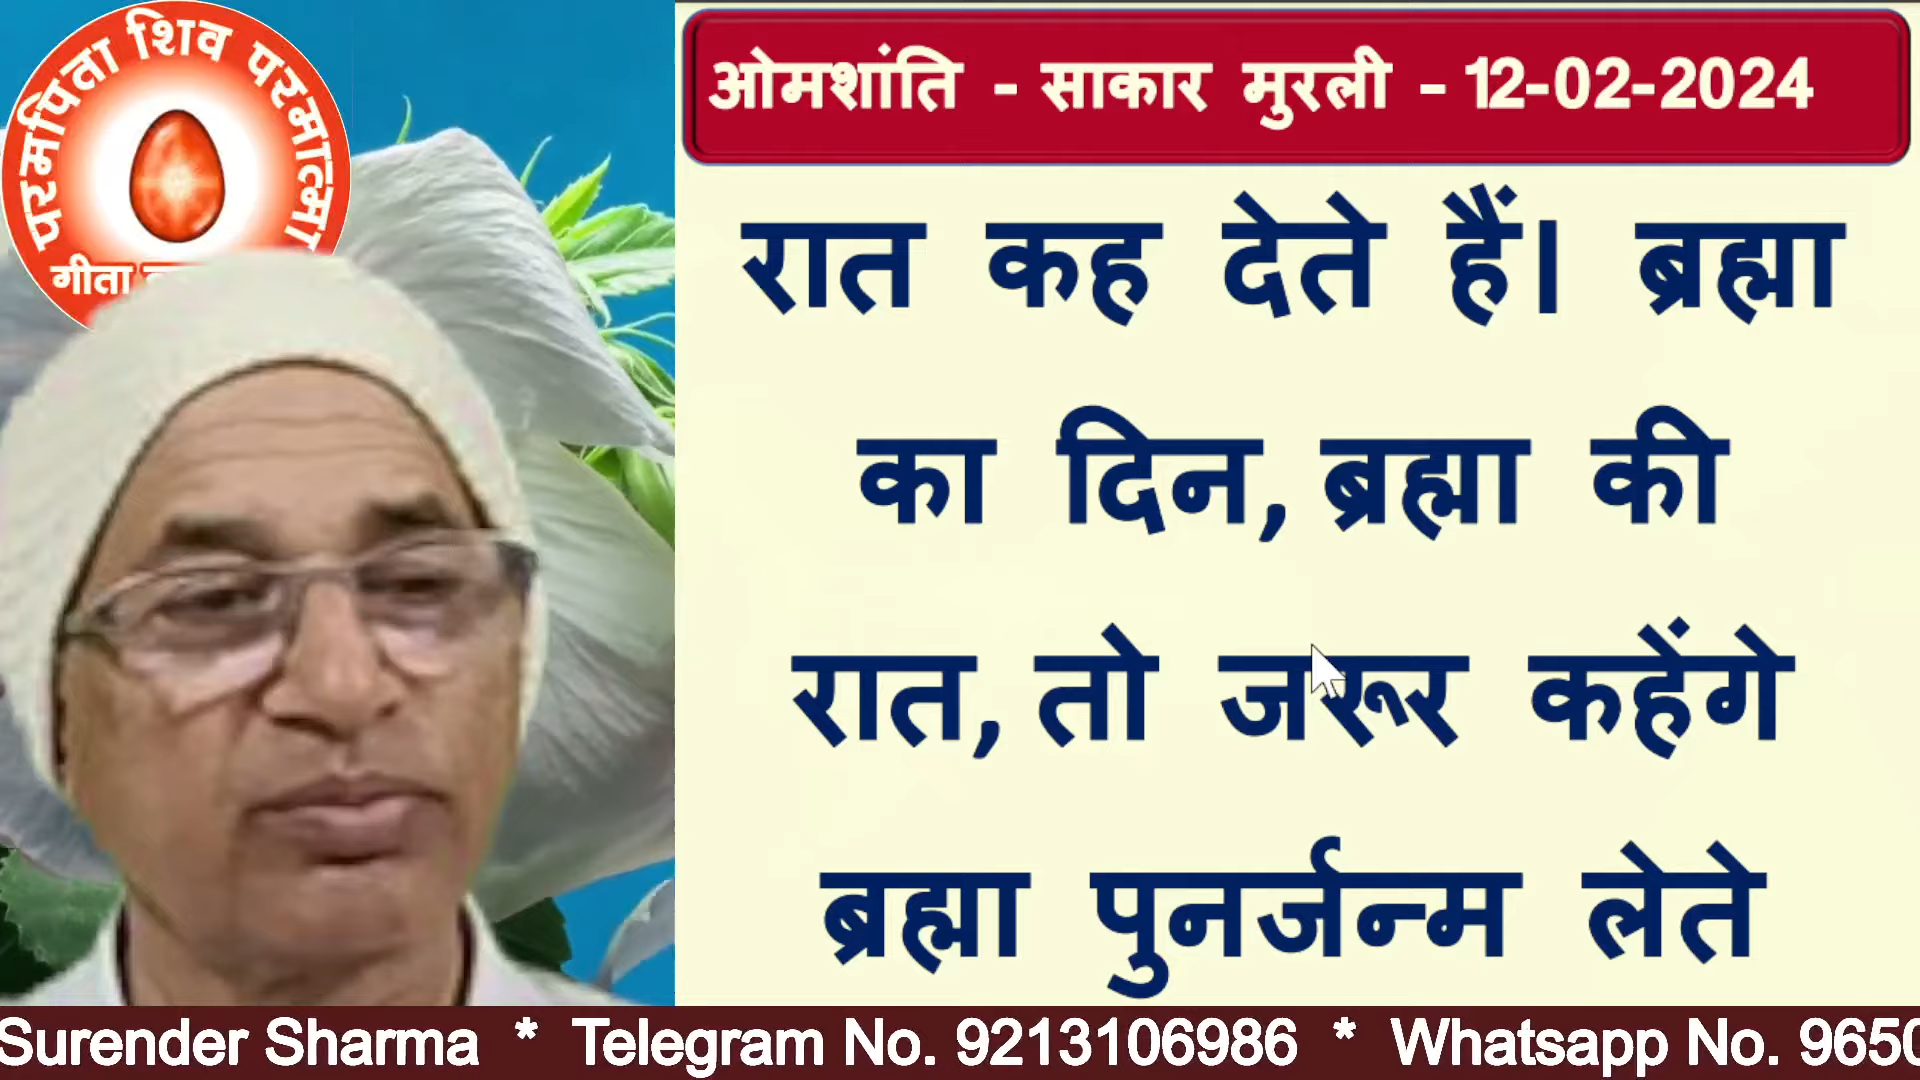 परमपिता शिव परमात्मा
गीता
ओमशांति - साकार मुरली - 12-02-2024
रात कह देते हैं। ब्रह्मा
का दिन, ब्रह्मा की
रात, तो जरूर कहेंगे
ब्रह्मा पुनर्जन्म लेते
Surender Sharma * Telegram No. 9213106986 * Whatsapp No. 9650